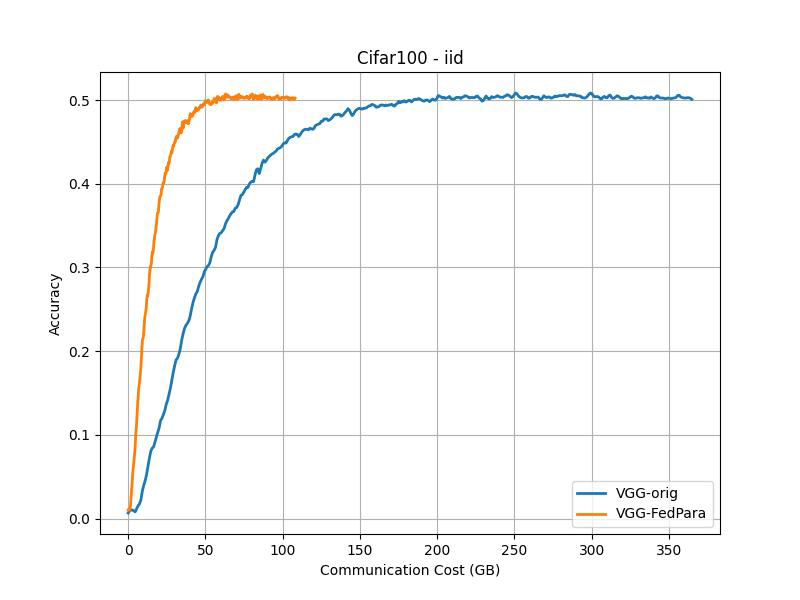 Cifar100 - iid
Accuracy
0.5
0.4
0.3
0.2
0.1
0.0
0 50 100 150 200 250 300 350
Communication Cost (GB)
VGG-orig
VGG-FedPara